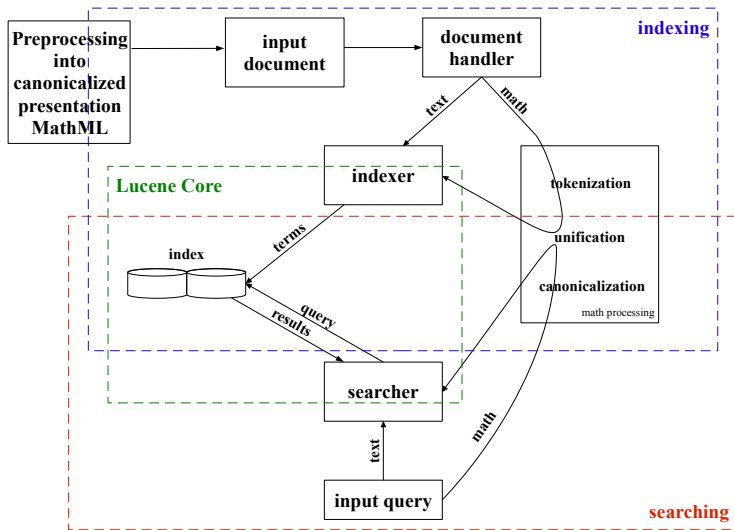 Preprocessing
into
canonicalized
presentation
MathML
input
document
document
handler
indexing
text
math
Lucene Core
indexer
tokenization
terms
index
unification
canonicalization
math processing
query
results
searcher
math
text
input query
searching